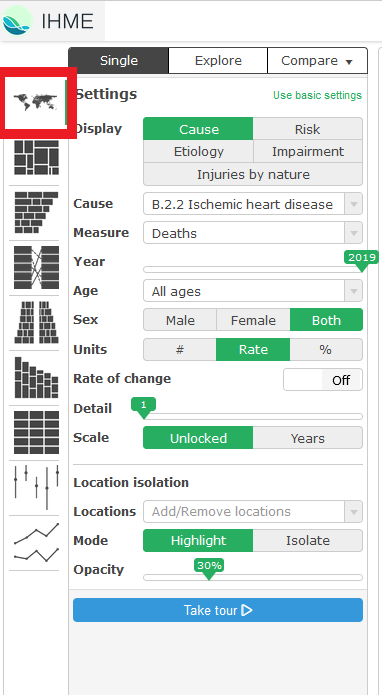 IHME
Single Explore Compare
Settings Use basic settings
Display Cause Risk
Etiology Impairment
Injuries by nature
Cause B.2.2 Ischemic heart disease
Measure Deaths
Year 2019
Age All ages
Sex Male Female Both
Units # Rate %
Rate of change Off
Detail 1
Scale Unlocked Years
Location isolation
Locations Add/Remove locations
Mode Highlight Isolate
Opacity 30%
Take tour